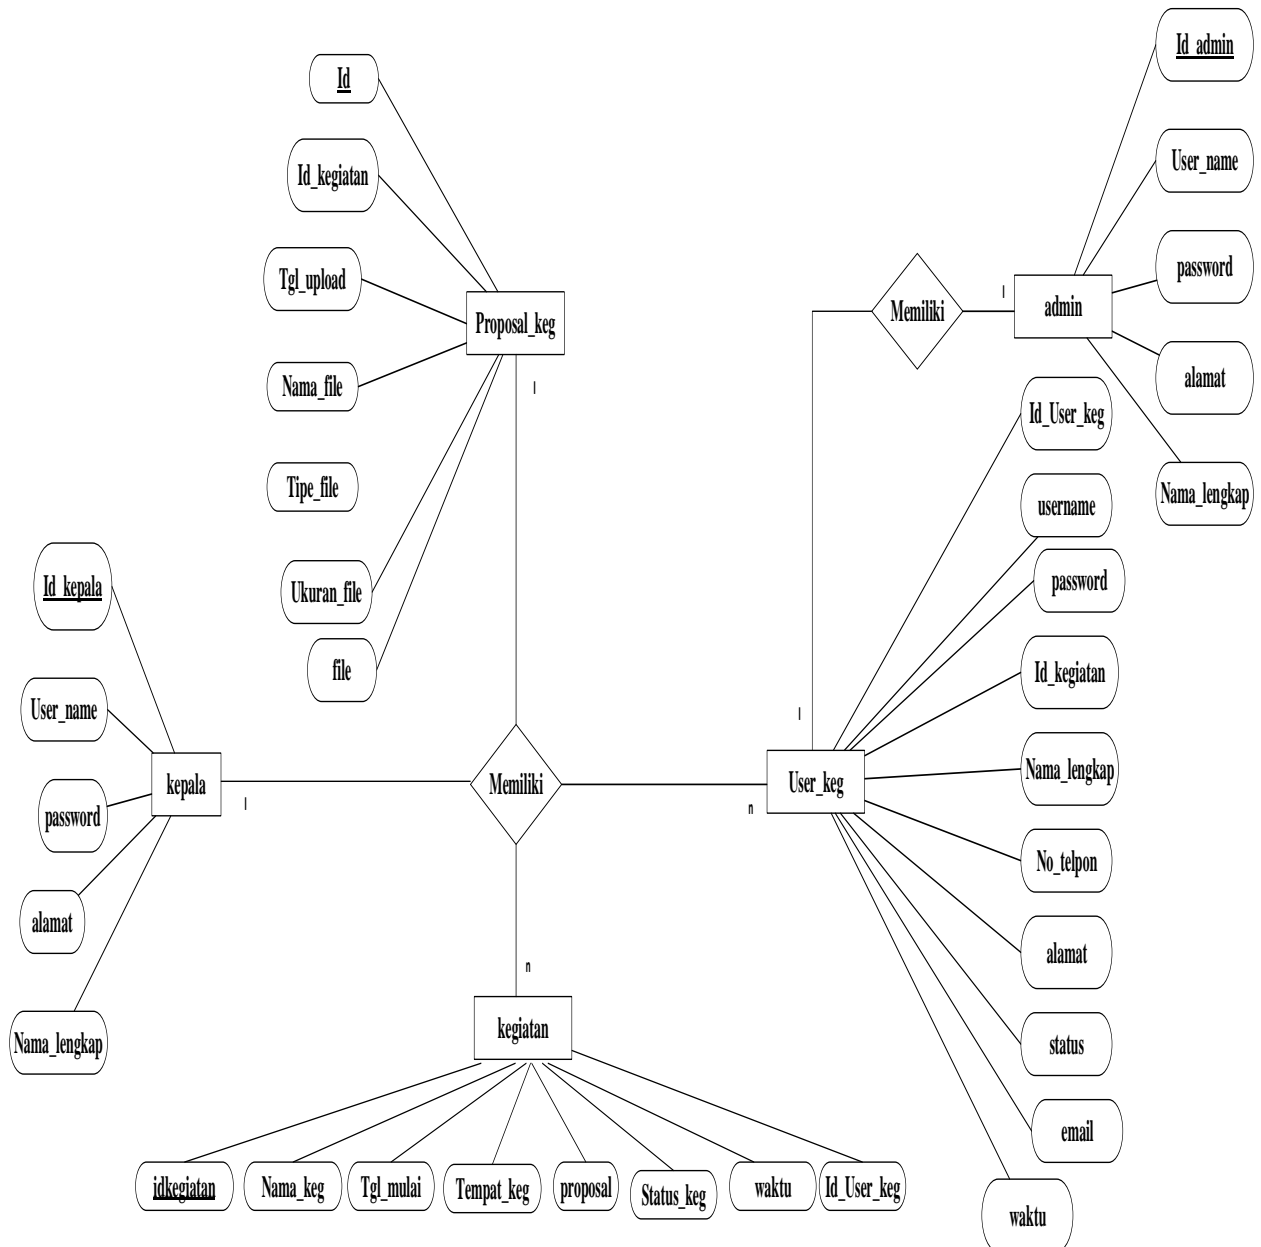 Id_admin
Id
User_name
Id_kegiatan
password
Tgl_upload
Memiliki
l
admin
Proposal_keg
l
Nama_file
alamat
Id_User_keg
Tipe_file
Nama_lengkap
username
password
Id_kepala
Ukuran_file
file
Id_kegiatan
User_name
l
Nama_lengkap
kepala
Memiliki
User_keg
l
n
password
No_telpon
alamat
alamat
n
kegiatan
status
Nama_lengkap
email
idkegiatan
Nama_keg
Tgl_mulai
Tempat_keg
proposal
Status_keg
waktu
Id_User_keg
waktu